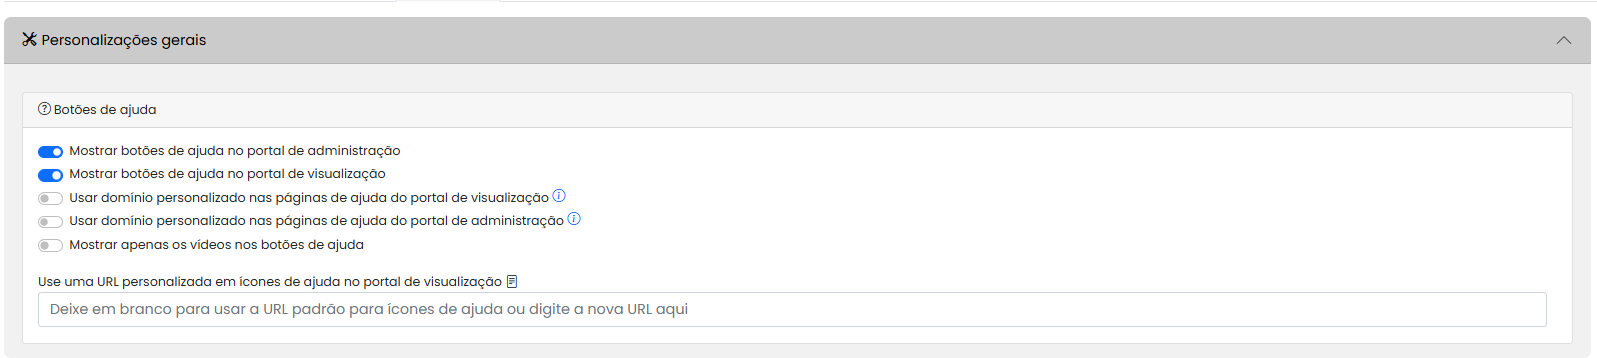 Personalizações gerais
Botões de ajuda
Mostrar botões de ajuda no portal de administração
Mostrar botões de ajuda no portal de visualização
Usar domínio personalizado nas páginas de ajuda do portal de visualização
Usar domínio personalizado nas páginas de ajuda do portal de administração
Mostrar apenas os vídeos nos botões de ajuda
Use uma URL personalizada em ícones de ajuda no portal de visualização
Deixe em branco para usar a URL padrão para ícones de ajuda ou digite a nova URL aqui